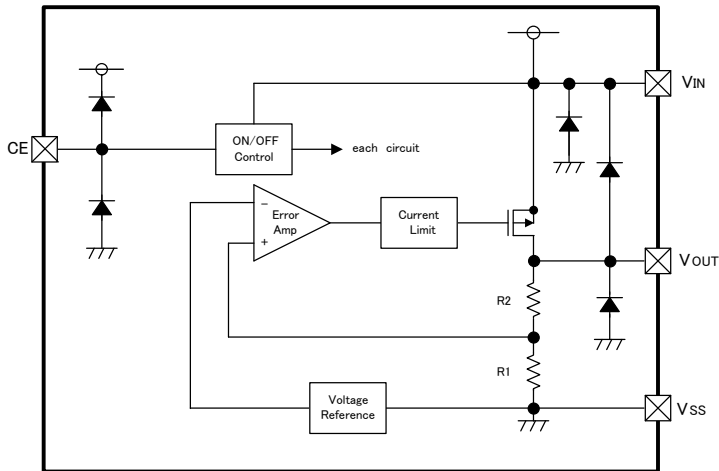 VIN
CE
ON/OFF
Control
each circuit
−
Error
Amp
+
Current
Limit
VOUT
R2
R1
Voltage
Reference
VSS